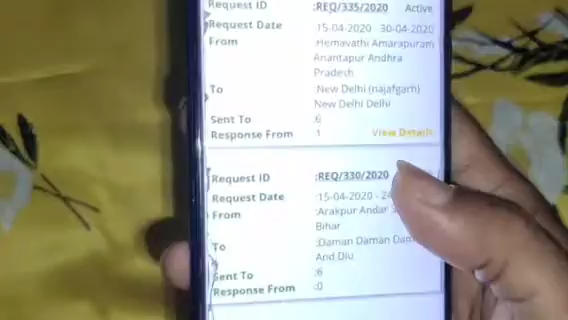 Request ID :REQ/335/2020 Active
Request Date :15-04-2020 - 30-04-2020
From :Hemavathi Amarapuram
Anantapur Andhra
Pradesh
To :New Delhi (najafgarh)
New Delhi Delhi
Sent To :6
Response From :1 View Details
Request ID :REQ/330/2020
Request Date :15-04-2020 -
From :Arakpur Andar
Bihar
To :Daman Daman
And Diu
Sent To :6
Response From :0